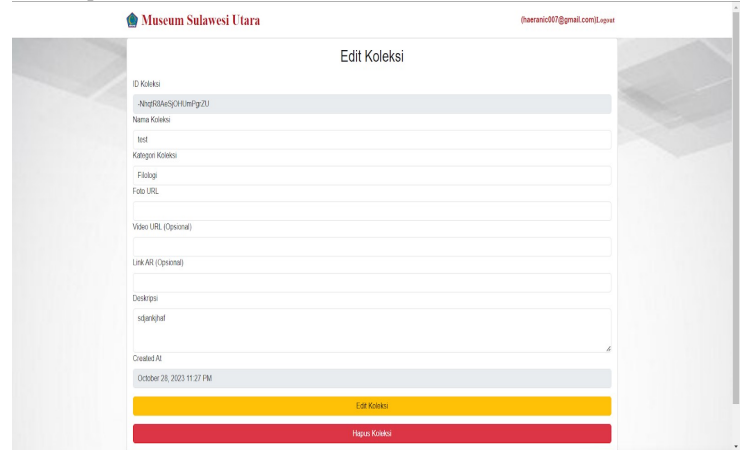 Museum Sulawesi Utara
(haeranic007@gmail.com)Logout
Edit Koleksi
ID Koleksi
Nama Koleksi
test
Kategori Koleksi
Filologi
Foto URL
Video URL (Opsional)
Link AR (Opsional)
Deskripsi
sdjankjhaf
Created At
October 28, 2023 11:27 PM
Edit Koleksi
Hapus Koleksi